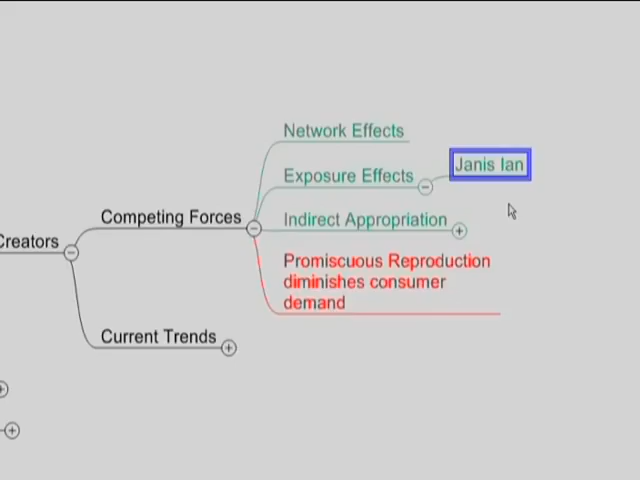 Network Effects
Janis Ian
Exposure Effects
Competing Forces
Indirect Appropriation
Creators
Promiscuous Reproduction
diminishes consumer
demand
Current Trends